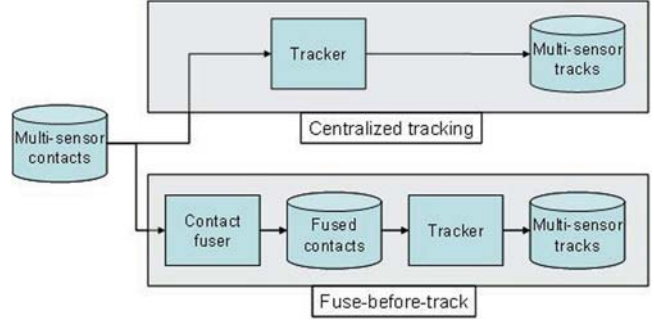 Tracker
Multi-sensor
tracks
Centralized tracking
Multi-sensor
contacts
Contact
fuser
Fused
contacts
Tracker
Multi-sensor
tracks
Fuse-before-track